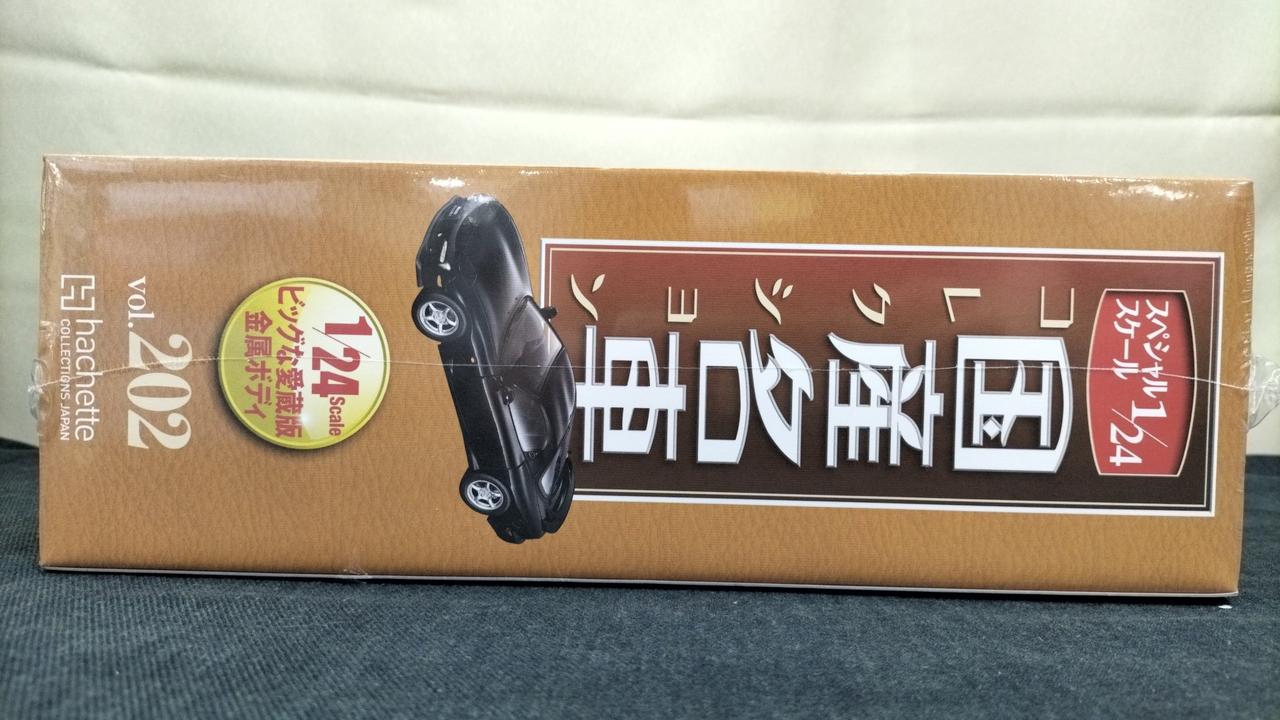 スペシャル
スケール 1/24
国産名車
コレクション
1/24 Scale
ビッグな愛蔵版
金属ボディ
vol.202
hachette
COLLECTIONS JAPAN